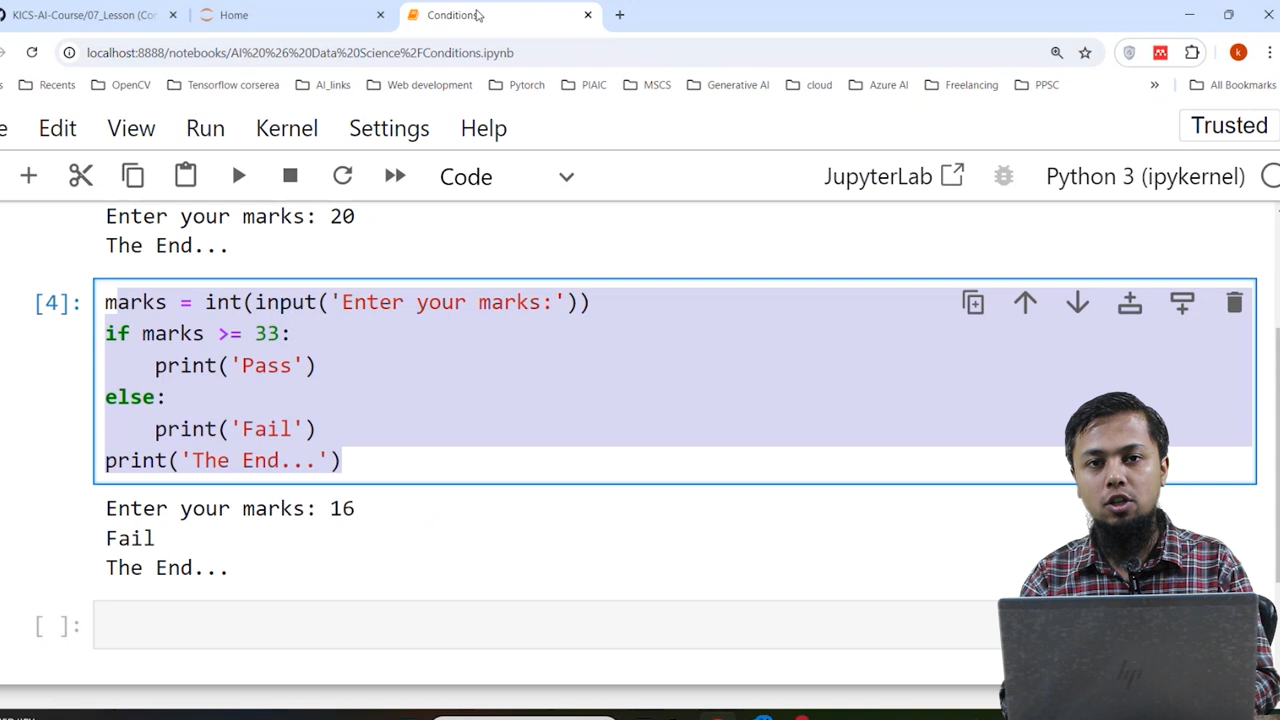 KICS-AI-Course/07_Lesson (Co
Home
Conditions
localhost:8888/notebooks/AI%20%26%20Data%20Science%2FConditions.ipynb
Recents
OpenCV
Tensorflow corserea
AI_links
Web development
Pytorch
PIAIC
MSCS
Generative AI
cloud
Azure AI
Freelancing
PPSC
»
All Bookmarks
k
e
Edit
View
Run
Kernel
Settings
Help
Trusted
Code
JupyterLab
Python 3 (ipykernel)
Enter your marks: 20
The End...
[4]:
marks = int(input('Enter your marks:'))
if marks >= 33:
print('Pass')
else:
print('Fail')
print('The End...')
Enter your marks: 16
Fail
The End...
[ ]:
hp